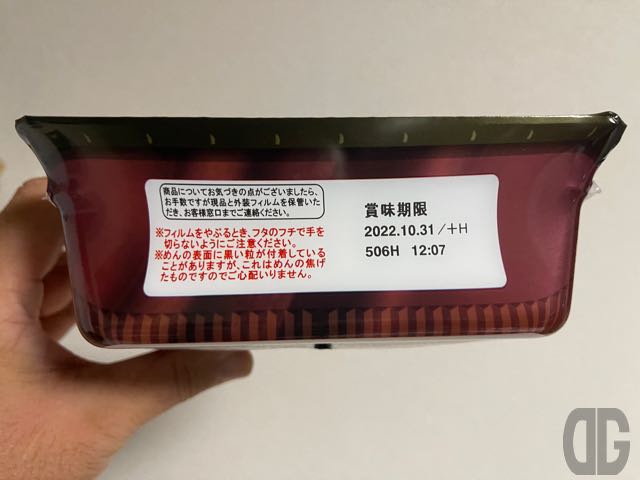 商品についてお気づきの点がございましたら、
お手数ですが現品と外装フィルムを保管いた
だき、お客様窓口までご連絡ください。
※フィルムをやぶるとき、フタのフチで手を
切らないようにご注意ください。
※めんの表面に黒い粒が付着している
ことがありますが、これはめんの焦げ
たものですのでご心配いりません。
賞味期限
2022.10.31/+H
506H 12:07
DG